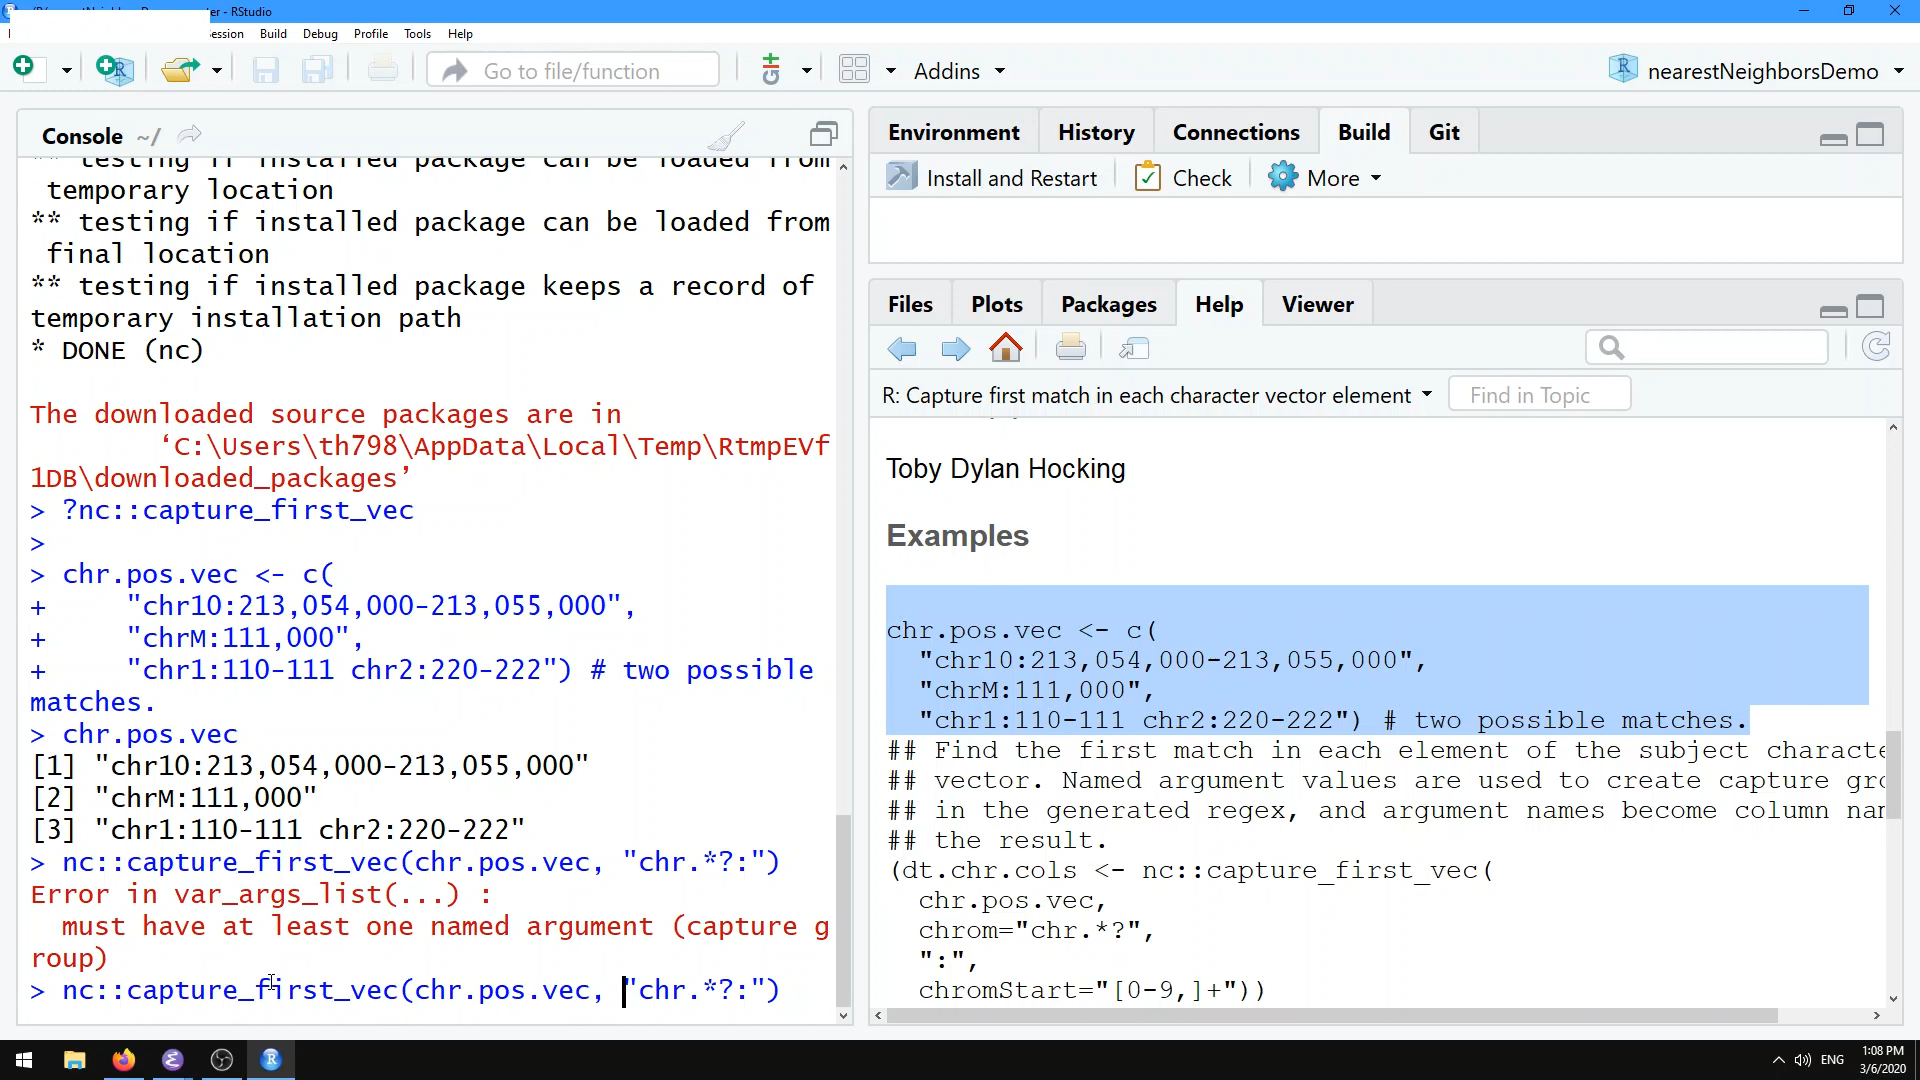 - RStudio
Build Debug Profile Tools Help
Go to file/function
Addins
nearestNeighborsDemo
Console ~/
** testing if installed package can be loaded from
temporary location
** testing if installed package can be loaded from
final location
** testing if installed package keeps a record of
temporary installation path
* DONE (nc)
The downloaded source packages are in
‘C:\Users\th798\AppData\Local\Temp\RtmpEVf
1DB\downloaded_packages’
> ?nc::capture_first_vec
>
> chr.pos.vec <- c(
+ "chr10:213,054,000-213,055,000",
+ "chrM:111,000",
+ "chr1:110-111 chr2:220-222") # two possible
matches.
> chr.pos.vec
[1] "chr10:213,054,000-213,055,000"
[2] "chrM:111,000"
[3] "chr1:110-111 chr2:220-222"
> nc::capture_first_vec(chr.pos.vec, "chr.*?:")
Error in var_args_list(...) :
must have at least one named argument (capture g
roup)
> nc::capture_first_vec(chr.pos.vec, "chr.*?:")
Environment History Connections Build Git
Install and Restart Check More
Files Plots Packages Help Viewer
R: Capture first match in each character vector element
Find in Topic
Toby Dylan Hocking
Examples
chr.pos.vec <- c(
"chr10:213,054,000-213,055,000",
"chrM:111,000",
"chr1:110-111 chr2:220-222") # two possible matches.
## Find the first match in each element of the subject characte
## vector. Named argument values are used to create capture gro
## in the generated regex, and argument names become column nam
## the result.
(dt.chr.cols <- nc::capture_first_vec(
chr.pos.vec,
chrom="chr.*?",
":",
chromStart="[0-9,]+"))
ENG
1:08 PM
3/6/2020